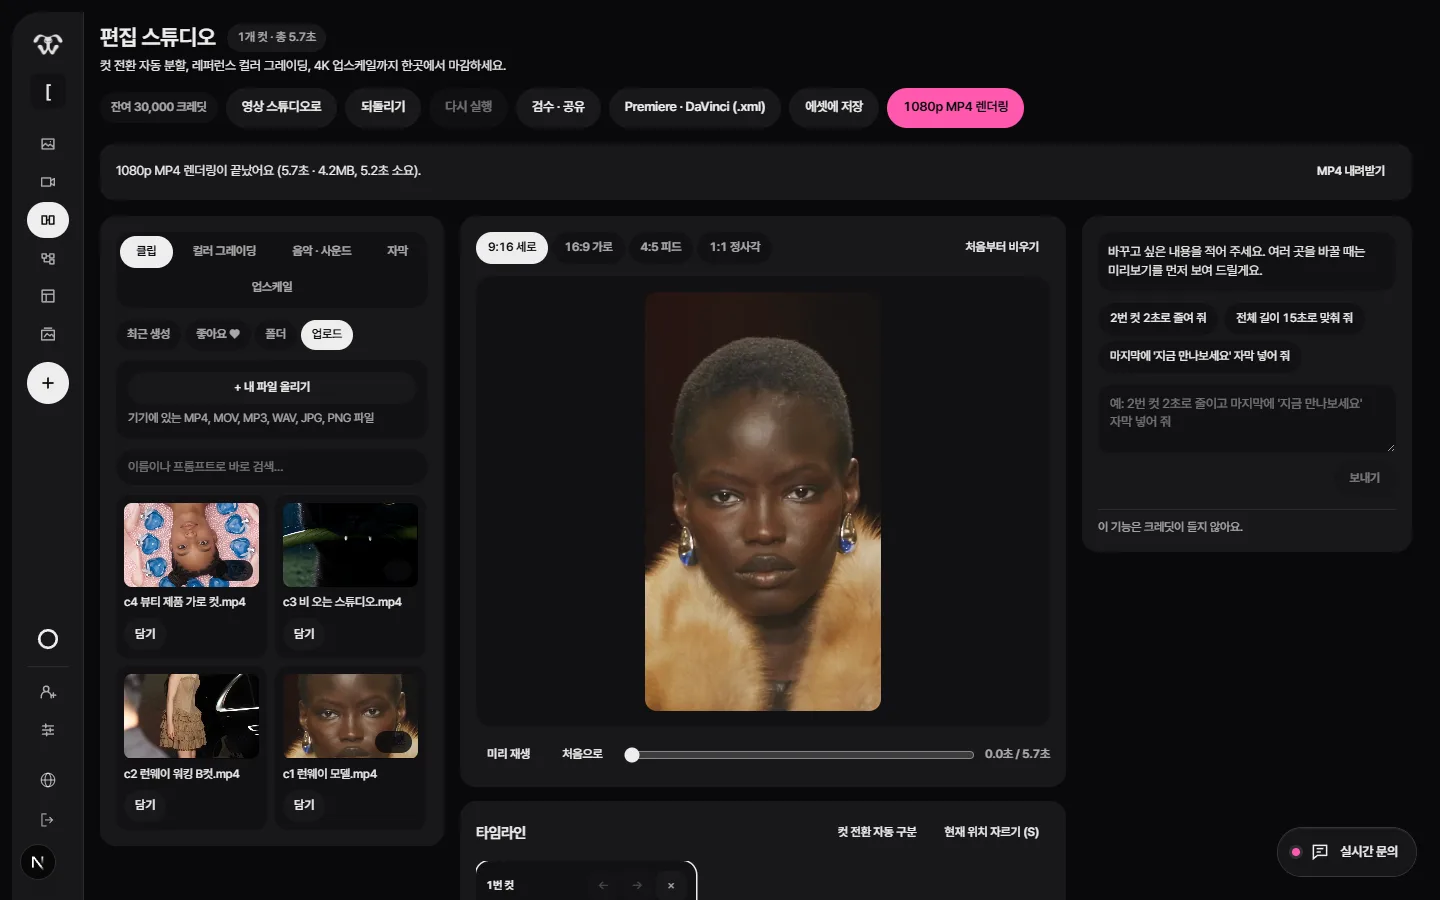 편집 스튜디오
1개 컷 · 총 5.7초
컷 전환 자동 분할, 레퍼런스 컬러 그레이딩, 4K 업스케일까지 한곳에서 마감하세요.
[
잔여 30,000 크레딧
영상 스튜디오로
되돌리기
다시 실행
검수 · 공유
Premiere · DaVinci (.xml)
에셋에 저장
1080p MP4 렌더링
1080p MP4 렌더링이 끝났어요 (5.7초 · 4.2MB, 5.2초 소요).
MP4 내려받기
클립
컬러 그레이딩
음악 · 사운드
자막
업스케일
최근 생성
좋아요 ♥
폴더
업로드
+ 내 파일 올리기
기기에 있는 MP4, MOV, MP3, WAV, JPG, PNG 파일
이름이나 프롬프트로 바로 검색...
c4 뷰티 제품 가로 컷.mp4
담기
c3 비 오는 스튜디오.mp4
담기
c2 런웨이 워킹 B컷.mp4
담기
c1 런웨이 모델.mp4
담기
9:16 세로
16:9 가로
4:5 피드
1:1 정사각
처음부터 비우기
미리 재생
처음으로
0.0초 / 5.7초
타임라인
컷 전환 자동 구분
현재 위치 자르기 (S)
1번 컷
← → ×
바꾸고 싶은 내용을 적어 주세요. 여러 곳을 바꿀 때는
미리보기를 먼저 보여 드릴게요.
2번 컷 2초로 줄여 줘
전체 길이 15초로 맞춰 줘
마지막에 '지금 만나보세요' 자막 넣어 줘
예: 2번 컷 2초로 줄이고 마지막에 '지금 만나보세요'
자막 넣어 줘
보내기
이 기능은 크레딧이 들지 않아요.
N
실시간 문의